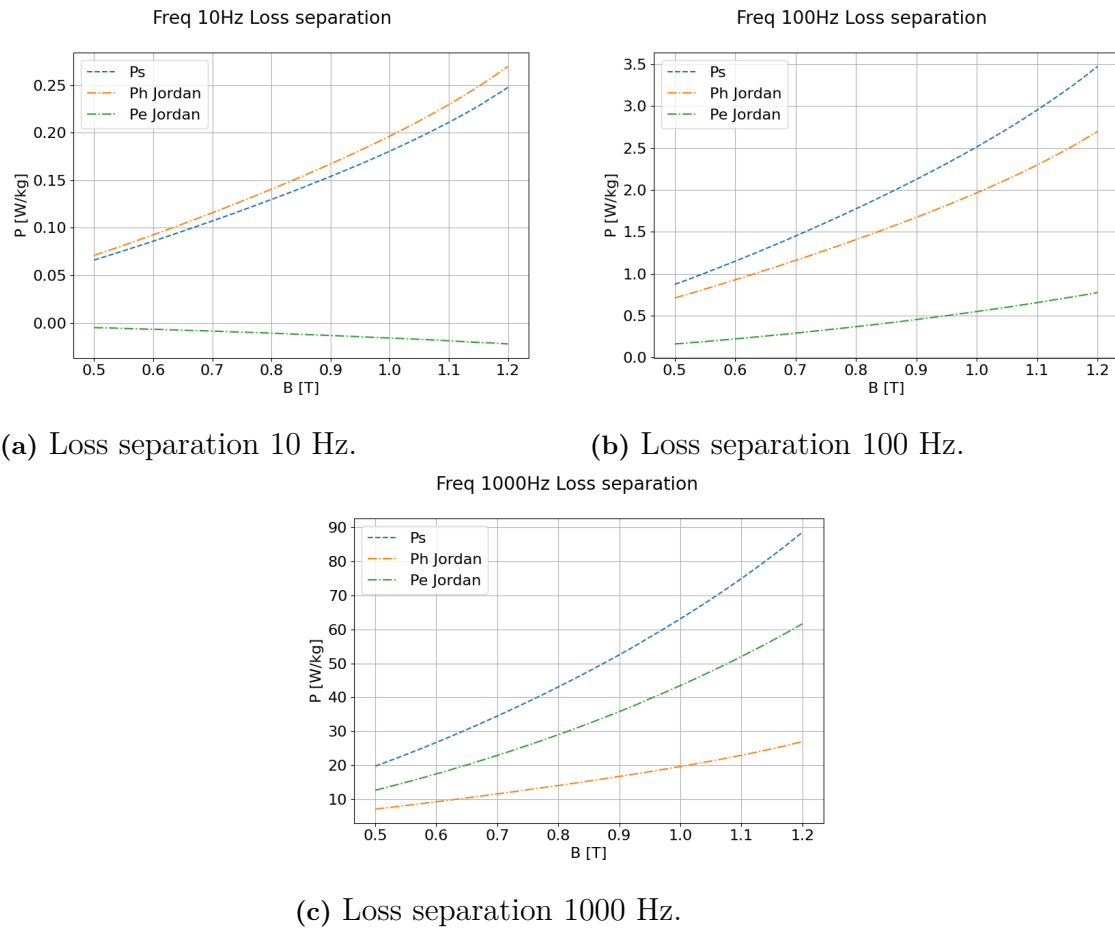 Freq 10Hz Loss separation
Ps
Ph Jordan
Pe Jordan
0.25
0.20
0.15
0.10
0.05
0.00
P [W/kg]
0.5 0.6 0.7 0.8 0.9 1.0 1.1 1.2
B [T]
(a) Loss separation 10 Hz.
Freq 100Hz Loss separation
Ps
Ph Jordan
Pe Jordan
3.5
3.0
2.5
2.0
1.5
1.0
0.5
0.0
P [W/kg]
0.5 0.6 0.7 0.8 0.9 1.0 1.1 1.2
B [T]
(b) Loss separation 100 Hz.
Freq 1000Hz Loss separation
Ps
Ph Jordan
Pe Jordan
90
80
70
60
50
40
30
20
10
P [W/kg]
0.5 0.6 0.7 0.8 0.9 1.0 1.1 1.2
B [T]
(c) Loss separation 1000 Hz.